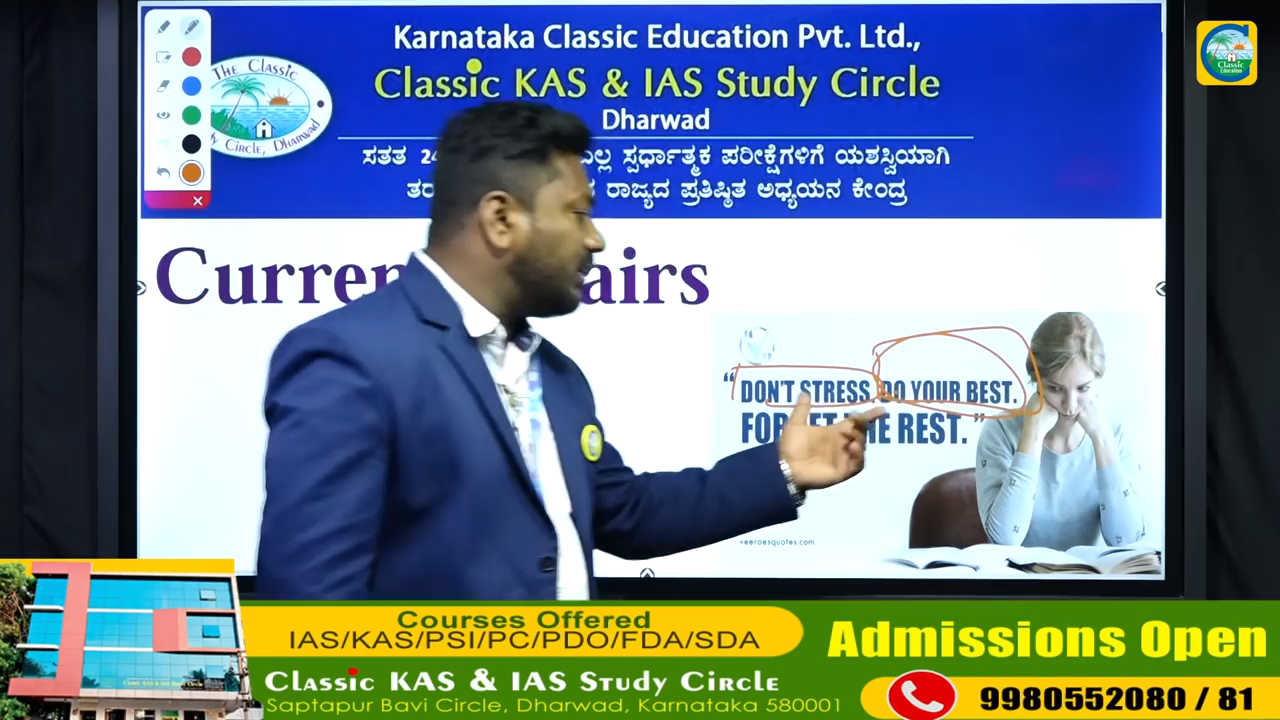 Karnataka Classic Education Pvt. Ltd.,
Classic KAS & IAS Study Circle
Dharwad
ಸತತ 24
ಸ್ಪರ್ಧಾತ್ಮಕ ಪರೀಕ್ಷೆಗಳಿಗೆ ಯಶಸ್ವಿಯಾಗಿ
ರಾಜ್ಯದ ಪ್ರತಿಷ್ಠಿತ ಅಧ್ಯಯನ ಕೇಂದ್ರ
The Classic
Circle, Dharwad
Classic
Education
“DON'T STRESS. DO YOUR BEST.
THE REST.”
veeroesquotes.com
Courses Offered
IAS/KAS/PSI/PC/PDO/FDA/SDA
Classic KAS & IAS Study Circle
Saptapur Bavi Circle, Dharwad, Karnataka 580001
Admissions Open
9980552080 / 81